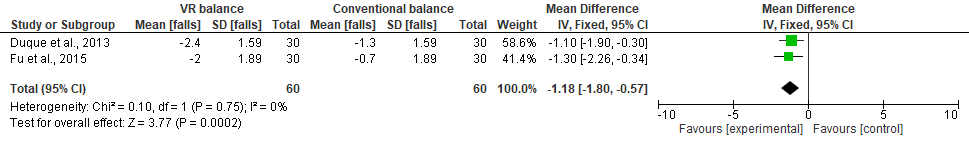 VR balance Conventional balance Mean Difference Mean Difference
Study or Subgroup Mean [falls] SD [falls] Total Mean [falls] SD [falls] Total Weight IV, Fixed, 95% CI IV, Fixed, 95% CI
Duque et al., 2013 -2.4 1.59 30 -1.3 1.59 30 58.6% -1.10 [-1.90, -0.30]
Fu et al., 2015 -2 1.89 30 -0.7 1.89 30 41.4% -1.30 [-2.26, -0.34]
Total (95% CI) 60 60 100.0% -1.18 [-1.80, -0.57]
Heterogeneity: Chi² = 0.10, df = 1 (P = 0.75); I² = 0%
Test for overall effect: Z = 3.77 (P = 0.0002)
-10 -5 0 5 10
Favours [experimental] Favours [control]